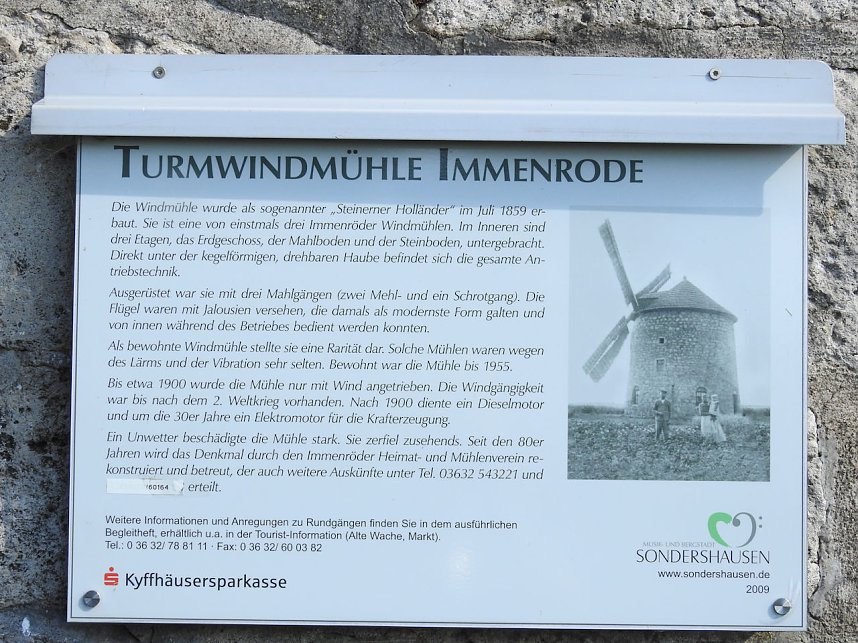 TURMWINDMÜHLE IMMENRODE
Die Windmühle wurde als sogenannter „Steinerner Holländer" im Juli 1859 er-
baut. Sie ist eine von einstmals drei Immenröder Windmühlen. Im Inneren sind
drei Etagen, das Erdgeschoss, der Mahlboden und der Steinboden, untergebracht.
Direkt unter der kegelförmigen, drehbaren Haube befindet sich die gesamte An-
triebstechnik.
Ausgerüstet war sie mit drei Mahlgängen (zwei Mehl- und ein Schrotgang). Die
Flügel waren mit Jalousien versehen, die damals als modernste Form galten und
von innen während des Betriebes bedient werden konnten.
Als bewohnte Windmühle stellte sie eine Rarität dar. Solche Mühlen waren wegen
des Lärms und der Vibration sehr selten. Bewohnt war die Mühle bis 1955.
Bis etwa 1900 wurde die Mühle nur mit Wind angetrieben. Die Windgängigkeit
war bis nach dem 2. Weltkrieg vorhanden. Nach 1900 diente ein Dieselmotor
und um die 30er Jahre ein Elektromotor für die Krafterzeugung.
Ein Unwetter beschädigte die Mühle stark. Sie zerfiel zusehends. Seit den 80er
Jahren wird das Denkmal durch den Immenröder Heimat- und Mühlenverein re-
konstruiert und betreut, der auch weitere Auskünfte unter Tel. 03632 543221 und
60164 erteilt.
Weitere Informationen und Anregungen zu Rundgängen finden Sie in dem ausführlichen
Begleitheft, erhältlich u.a. in der Tourist-Information (Alte Wache, Markt).
Tel.: 0 36 32/ 78 81 11 · Fax: 0 36 32/ 60 03 82
Kyffhäusersparkasse
MUSIK- UND BERGSTADT
SONDERSHAUSEN
www.sondershausen.de
2009